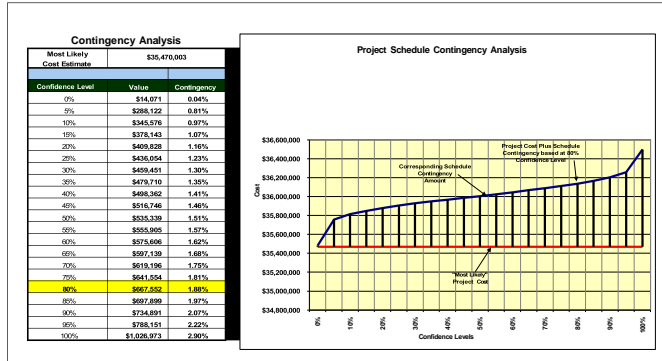 Contingency Analysis
Most Likely
Cost Estimate
$35,470,003
Confidence Level Value Contingency
0% $14,071 0.04%
5% $288,122 0.81%
10% $345,576 0.97%
15% $378,143 1.07%
20% $409,828 1.16%
25% $436,054 1.23%
30% $459,451 1.30%
35% $479,710 1.35%
40% $498,362 1.41%
45% $516,746 1.46%
50% $535,339 1.51%
55% $555,905 1.57%
60% $575,606 1.62%
65% $597,139 1.68%
70% $619,196 1.75%
75% $641,554 1.81%
80% $667,552 1.88%
85% $697,899 1.97%
90% $734,891 2.07%
95% $788,151 2.22%
100% $1,026,973 2.90%
Project Schedule Contingency Analysis
$36,600,000
$36,400,000
$36,200,000
$36,000,000
$35,800,000
$35,600,000
$35,400,000
$35,200,000
$35,000,000
$34,800,000
Cost
Project Cost Plus Schedule
Contingency based at 80%
Confidence Level
Corresponding Schedule
Contingency
Amount
"Most Likely"
Project Cost
0% 10% 20% 30% 40% 50% 60% 70% 80% 90% 100%
Confidence Levels